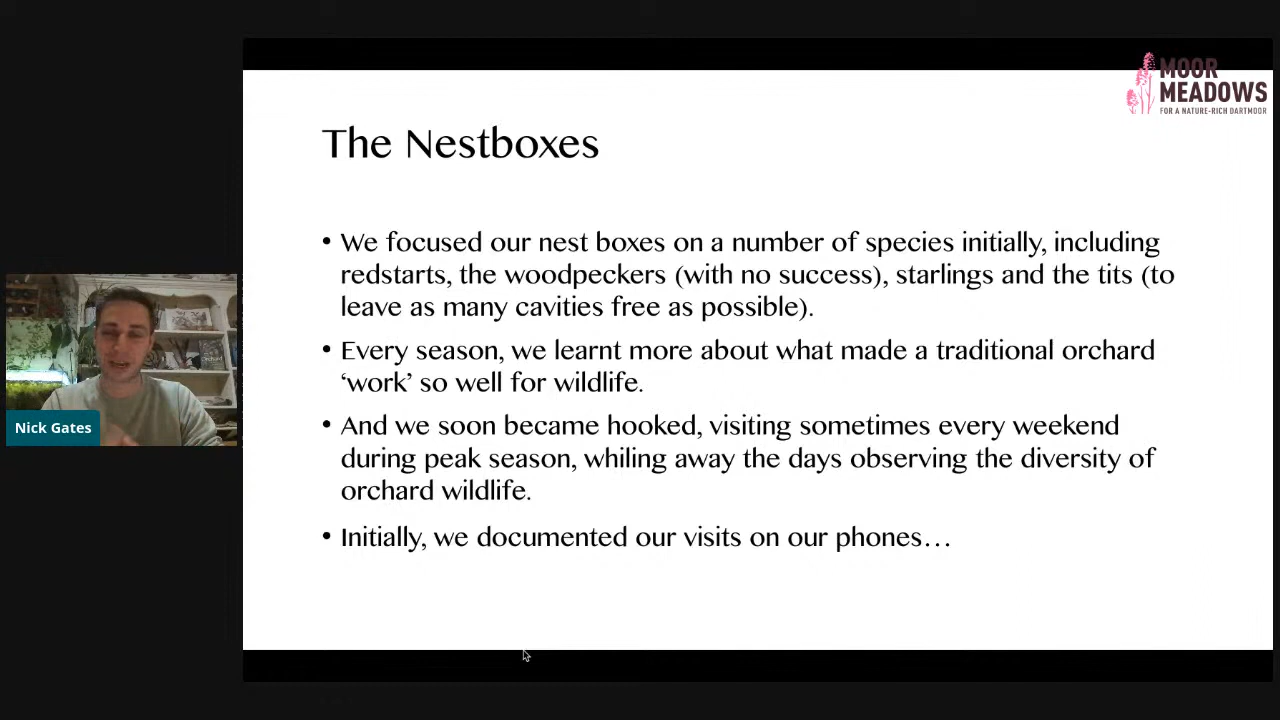 MOOR
MEADOWS
FOR A NATURE-RICH DARTMOOR
The Nestboxes
• We focused our nest boxes on a number of species initially, including
redstarts, the woodpeckers (with no success), starlings and the tits (to
leave as many cavities free as possible).
• Every season, we learnt more about what made a traditional orchard
‘work’ so well for wildlife.
• And we soon became hooked, visiting sometimes every weekend
during peak season, whiling away the days observing the diversity of
orchard wildlife.
• Initially, we documented our visits on our phones…
Nick Gates